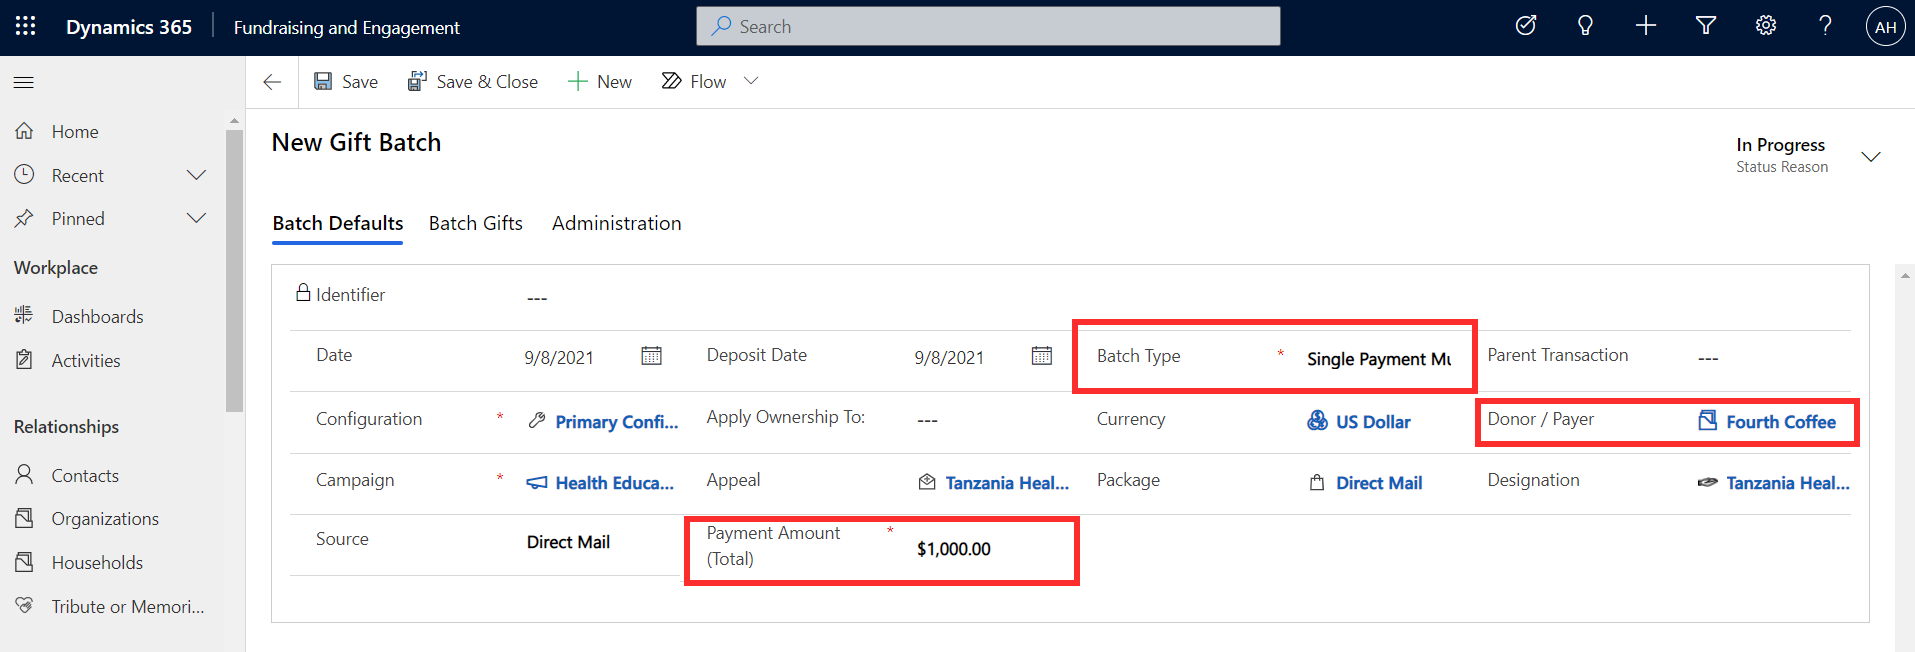 Dynamics 365 Fundraising and Engagement Search AH
Save Save & Close New Flow
Home
Recent
Pinned
Workplace
Dashboards
Activities
Relationships
Contacts
Organizations
Households
Tribute or Memori...
New Gift Batch
In Progress
Status Reason
Batch Defaults Batch Gifts Administration
Identifier ---
Date 9/8/2021 Deposit Date 9/8/2021 Batch Type * Single Payment Mu Parent Transaction ---
Configuration * Primary Confi... Apply Ownership To: --- Currency US Dollar Donor / Payer Fourth Coffee
Campaign * Health Educa... Appeal Tanzania Heal... Package Direct Mail Designation Tanzania Heal...
Source Direct Mail Payment Amount * $1,000.00
(Total)